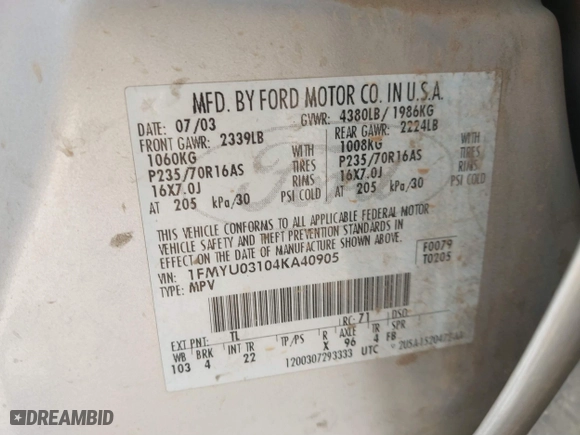 MFD. BY FORD MOTOR CO. IN U.S.A.
DATE: 07/03 GVWR: 4380LB/1986KG
FRONT GAWR: 2339LB REAR GAWR: 2224LB
1060KG WITH 1008KG WITH
P235/70R16AS TIRES P235/70R16AS TIRES
16X7.0J RIMS 16X7.0J RIMS
AT 205 kPa/30 PSI COLD AT 205 kPa/30 PSI COLD
THIS VEHICLE CONFORMS TO ALL APPLICABLE FEDERAL MOTOR
VEHICLE SAFETY AND THEFT PREVENTION STANDARDS IN
EFFECT ON THE DATE OF MANUFACTURE SHOWN ABOVE.
VIN: 1FMYU03104KA40905 F0079
TYPE: MPV T0205
EXT PNT: TL RC: 71 DSO:
WB BRK INT TR TP/PS R AXLE TR SPR
103 4 22 X 96 4 FB
1200307293333 UTC
DREAMBID